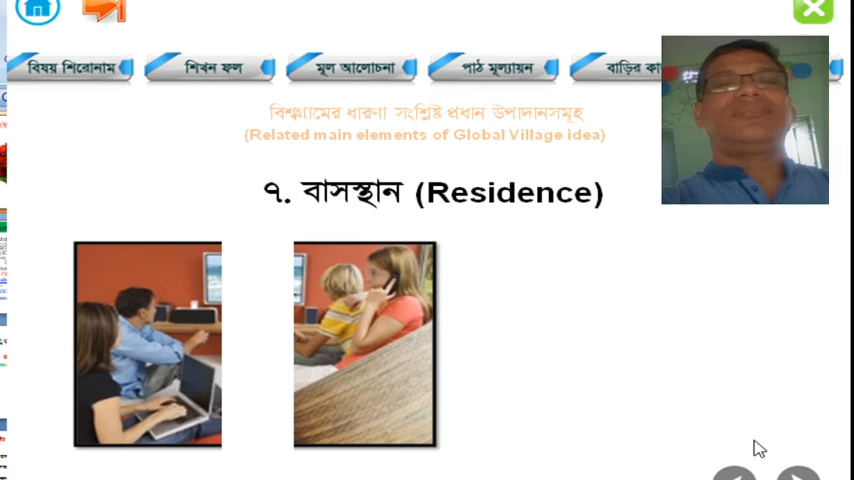 বিষয় শিরোনাম
শিখন ফল
মূল আলোচনা
পাঠ মূল্যায়ন
বাড়ির কা
বিশ্বগ্রামের ধারণা সংশ্লিষ্ট প্রধান উপাদানসমূহ
(Related main elements of Global Village idea)
৭. বাসস্থান (Residence)